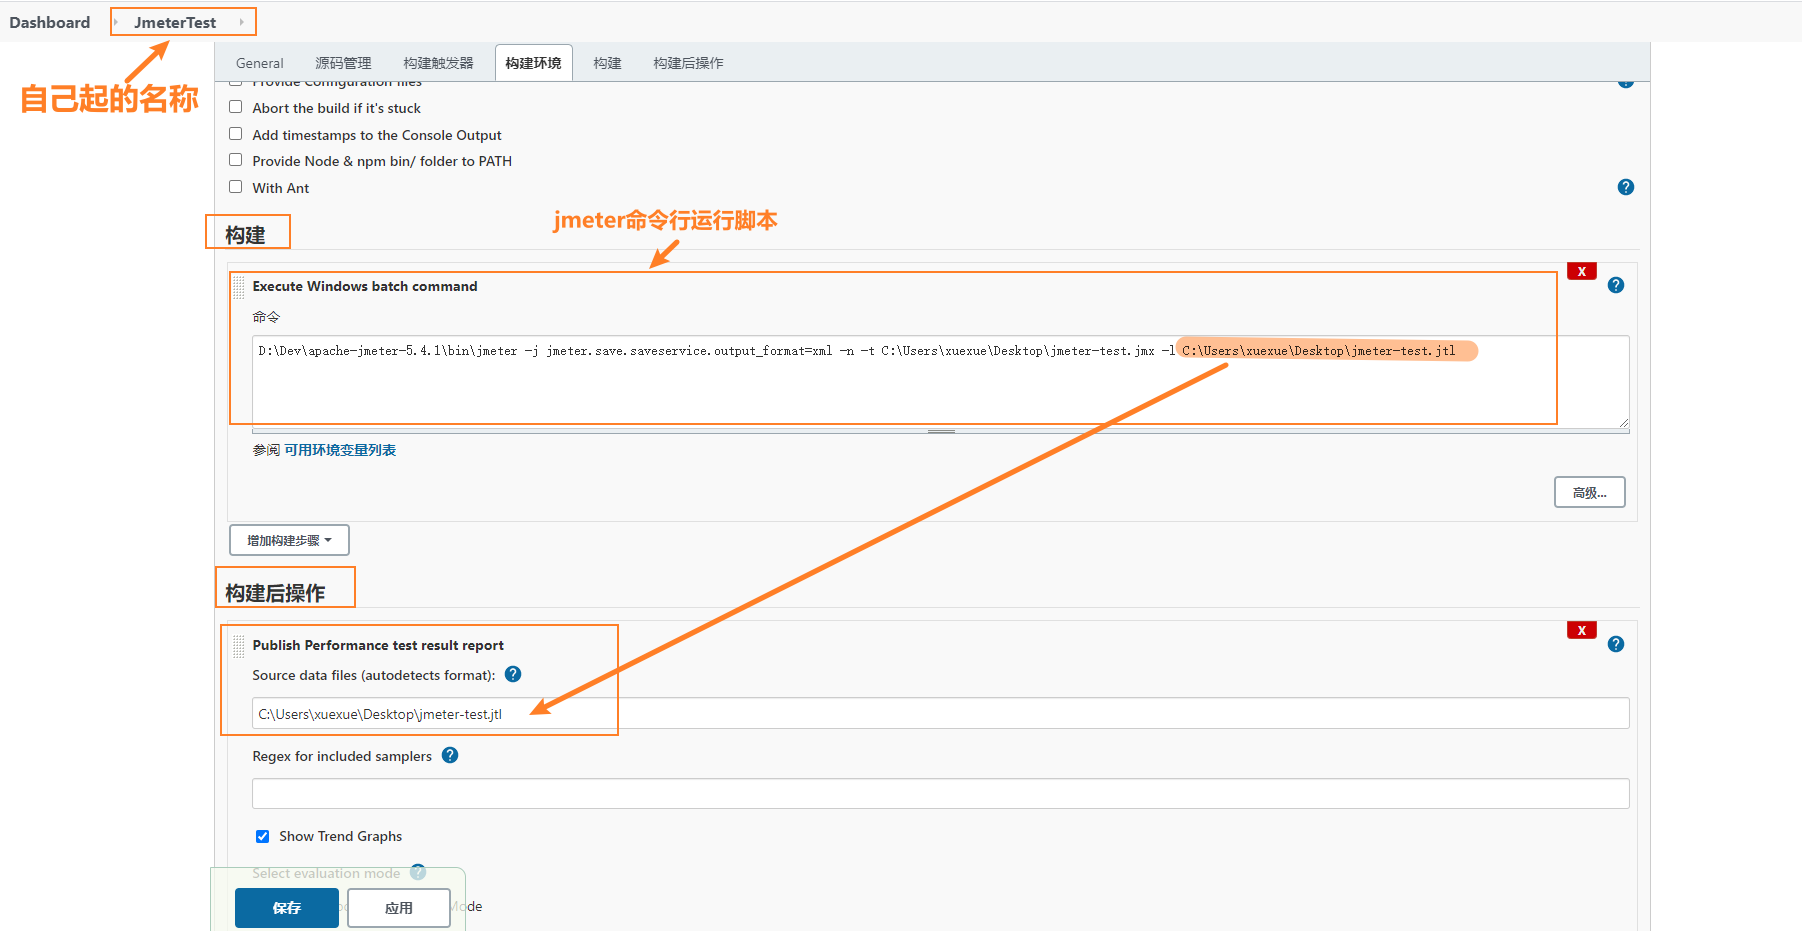 Dashboard JmeterTest
自己起的名称
General 源码管理 构建触发器 构建环境 构建 构建后操作
Provide Configuration files
Abort the build if it's stuck
Add timestamps to the Console Output
Provide Node & npm bin/ folder to PATH
With Ant
jmeter命令行运行脚本
构建
X
Execute Windows batch command
命令
D:\Dev\apache-jmeter-5.4.1\bin\jmeter -j jmeter.save.saveservice.output_format=xml -n -t C:\Users\xuexue\Desktop\jmeter-test.jmx -l C:\Users\xuexue\Desktop\jmeter-test.jtl
参阅 可用环境变量列表
高级...
增加构建步骤
构建后操作
X
Publish Performance test result report
Source data files (autodetects format):
C:\Users\xuexue\Desktop\jmeter-test.jtl
Regex for included samplers
Show Trend Graphs
Select evaluation mode
保存 应用 Mode